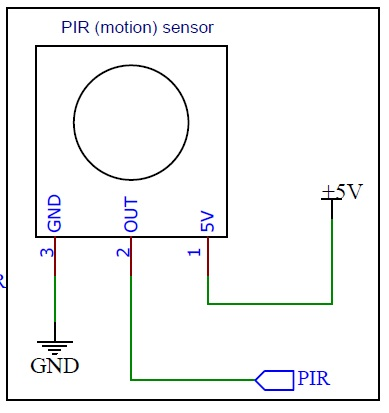 PIR (motion) sensor
GND
OUT
5V
3
2
1
+5V
GND
PIR